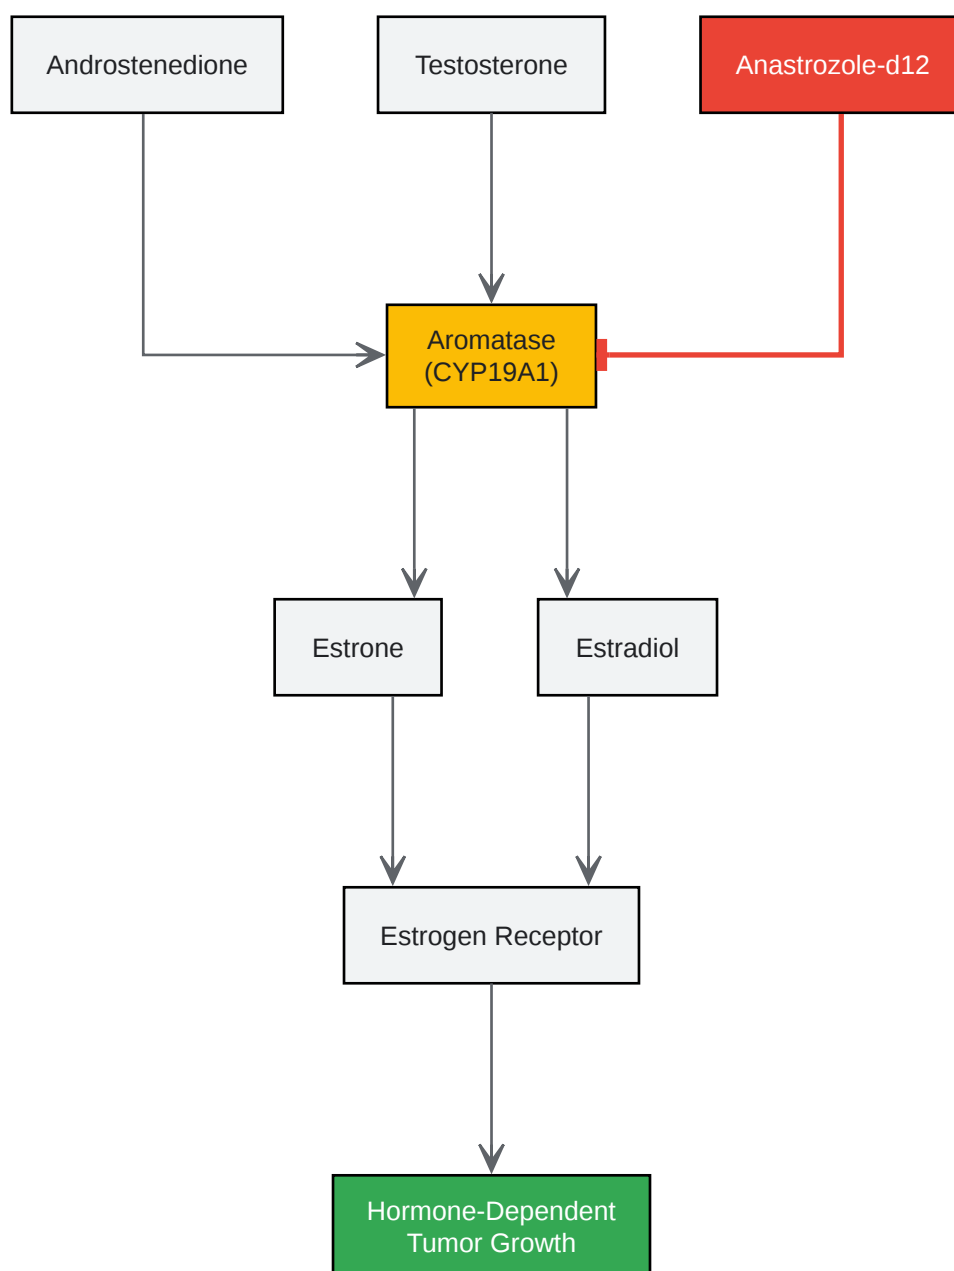 Androstenedione
Testosterone
Anastrozole-d12
Aromatase
(CYP19A1)
Estrone
Estradiol
Estrogen Receptor
Hormone-Dependent
Tumor Growth